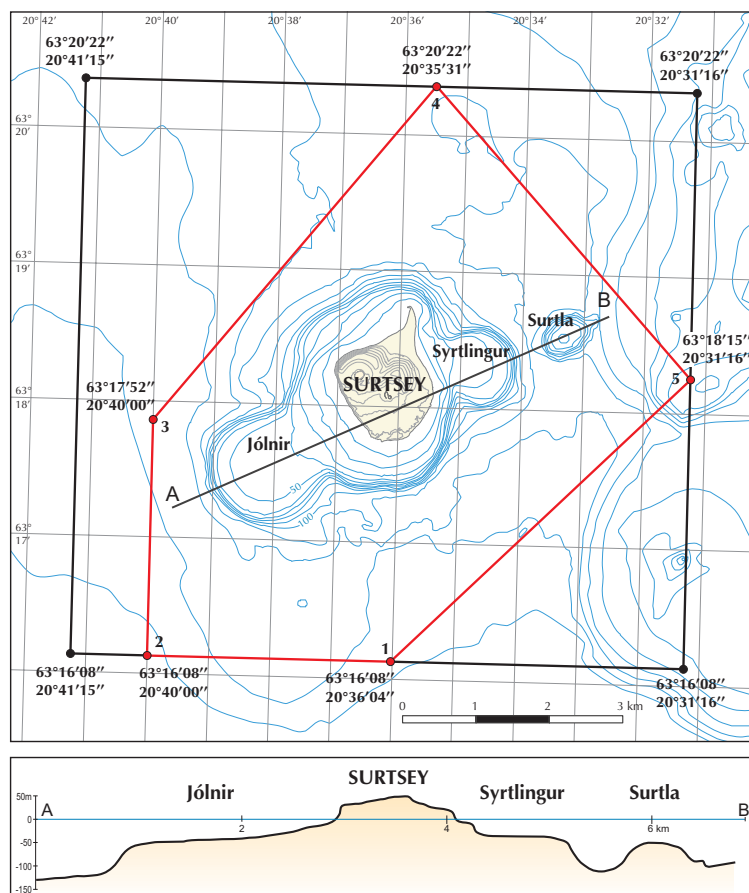 20°42' 20°40' 20°38' 20°36' 20°34' 20°32'
63°20′22″
20°41′15″
63°20′22″
20°35′31″
63°20′22″
20°31′16″
4
63°
20'
63°
19'
B
Surtla
Syrtlingur
63°18′15″
20°31′16″
5
SURTSEY
63°17′52″
20°40′00″
63°
18'
3
Jólnir
A
50
100
63°
17'
2
1
63°16′08″
20°41′15″
63°16′08″
20°40′00″
63°16′08″
20°36′04″
63°16′08″
20°31′16″
0 1 2 3 km
SURTSEY
Jólnir Syrtlingur Surtla
50m
A B
0
2 4 6 km
-50
-100
-150